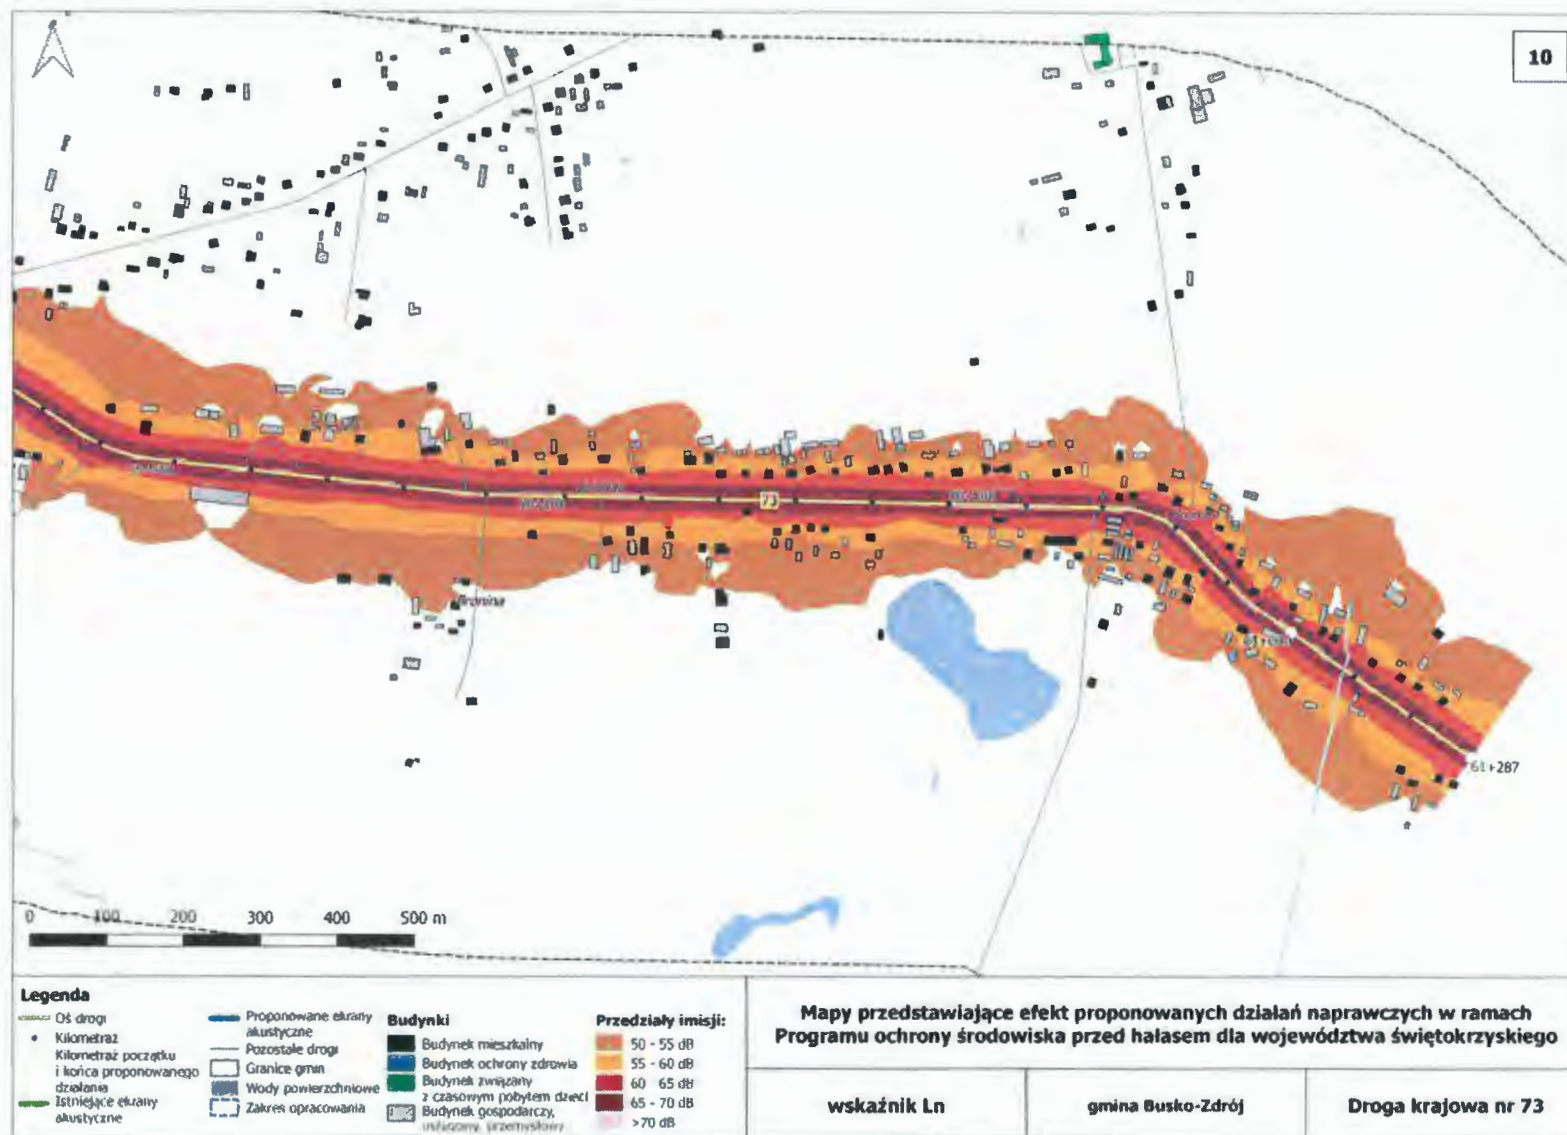 10
73
Bronina
61+287
0 100 200 300 400 500 m
Legenda
Oś drogi
Kilometraż
Kilometraż początku
i końca proponowanego
działania
Istniejące ekrany
akustyczne
Proponowane ekrany
akustyczne
Pozostałe drogi
Granice gmin
Wody powierzchniowe
Zakres opracowania
Budynki
Budynek mieszkalny
Budynek ochrony zdrowia
Budynek związany
z czasowym pobytem dzieci
Budynek gospodarczy,
usługowy, przemysłowy
Przedziały imisji:
50 - 55 dB
55 - 60 dB
60 65 dB
65 - 70 dB
>70 dB
Mapy przedstawiające efekt proponowanych działań naprawczych w ramach
Programu ochrony środowiska przed hałasem dla województwa świętokrzyskiego
wskaźnik Ln
gmina Busko-Zdrój
Droga krajowa nr 73